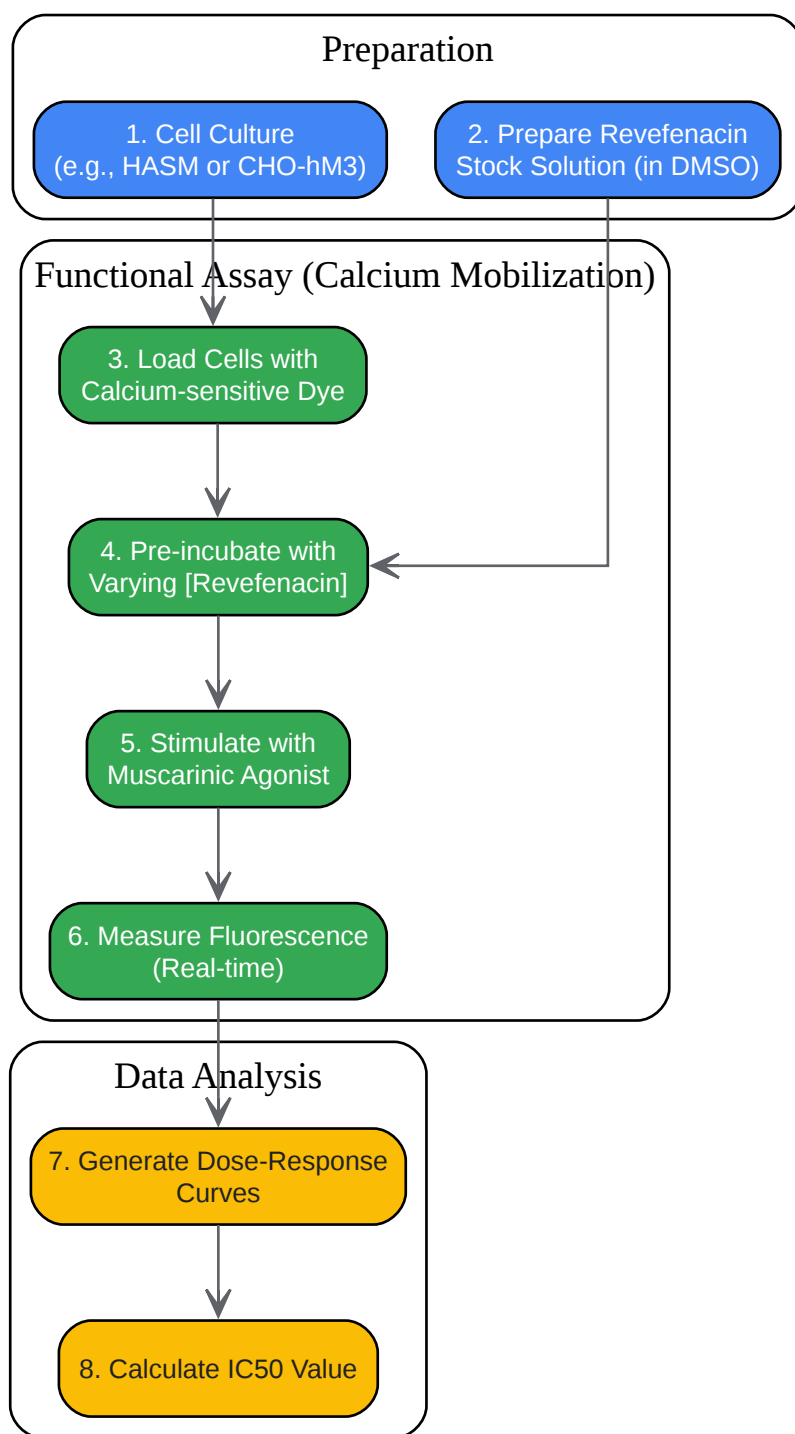 Preparation
1. Cell Culture
(e.g., HASM or CHO-hM3)
2. Prepare Revefenacin
Stock Solution (in DMSO)
Functional Assay (Calcium Mobilization)
3. Load Cells with
Calcium-sensitive Dye
4. Pre-incubate with
Varying [Revefenacin]
5. Stimulate with
Muscarinic Agonist
6. Measure Fluorescence
(Real-time)
Data Analysis
7. Generate Dose-Response
Curves
8. Calculate IC50 Value